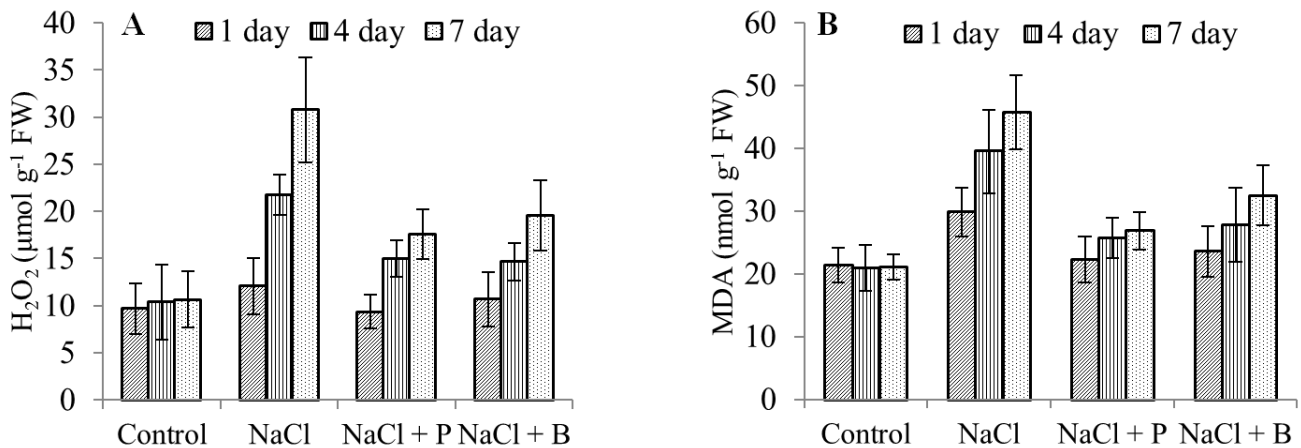 A
1 day 4 day 7 day
H₂O₂ (µmol g⁻¹ FW)
40
35
30
25
20
15
10
5
0
Control NaCl NaCl + P NaCl + B
B
1 day 4 day 7 day
MDA (nmol g⁻¹ FW)
60
50
40
30
20
10
0
Control NaCl NaCl + P NaCl + B